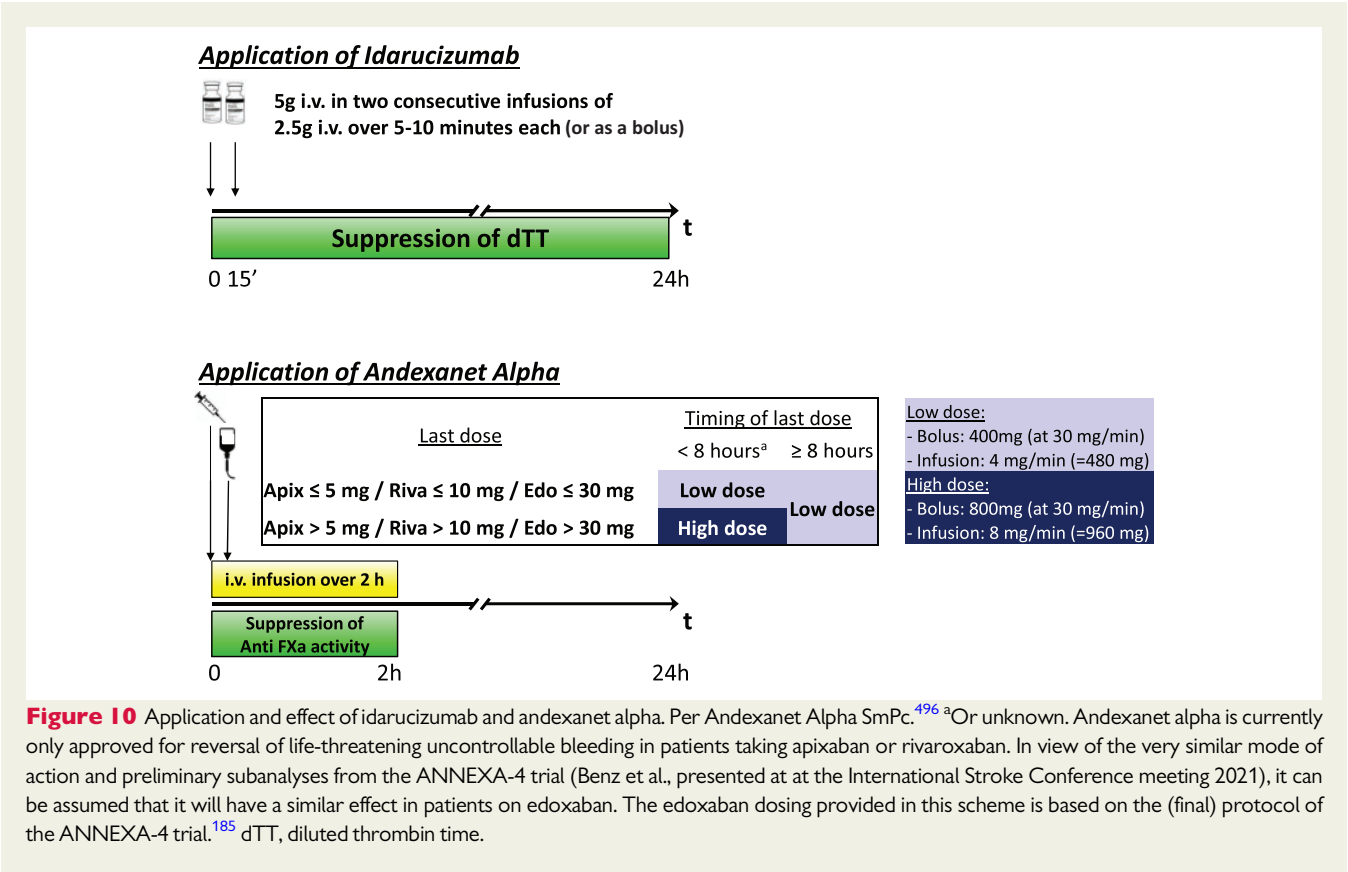 Application of Idarucizumab
5g i.v. in two consecutive infusions of
2.5g i.v. over 5-10 minutes each (or as a bolus)
t
Suppression of dTT
0 15’
24h
Application of Andexanet Alpha
Last dose
Timing of last dose
< 8 hoursᵃ
≥ 8 hours
Apix ≤ 5 mg / Riva ≤ 10 mg / Edo ≤ 30 mg
Low dose
Low dose
Apix > 5 mg / Riva > 10 mg / Edo > 30 mg
High dose
Low dose:
- Bolus: 400mg (at 30 mg/min)
- Infusion: 4 mg/min (=480 mg)
High dose:
- Bolus: 800mg (at 30 mg/min)
- Infusion: 8 mg/min (=960 mg)
i.v. infusion over 2 h
t
Suppression of
Anti FXa activity
0
2h
24h
Figure 10 Application and effect of idarucizumab and andexanet alpha. Per Andexanet Alpha SmPc.⁴⁹⁶ ᵃOr unknown. Andexanet alpha is currently
only approved for reversal of life-threatening uncontrollable bleeding in patients taking apixaban or rivaroxaban. In view of the very similar mode of
action and preliminary subanalyses from the ANNEXA-4 trial (Benz et al., presented at at the International Stroke Conference meeting 2021), it can
be assumed that it will have a similar effect in patients on edoxaban. The edoxaban dosing provided in this scheme is based on the (final) protocol of
the ANNEXA-4 trial.¹⁸⁵ dTT, diluted thrombin time.